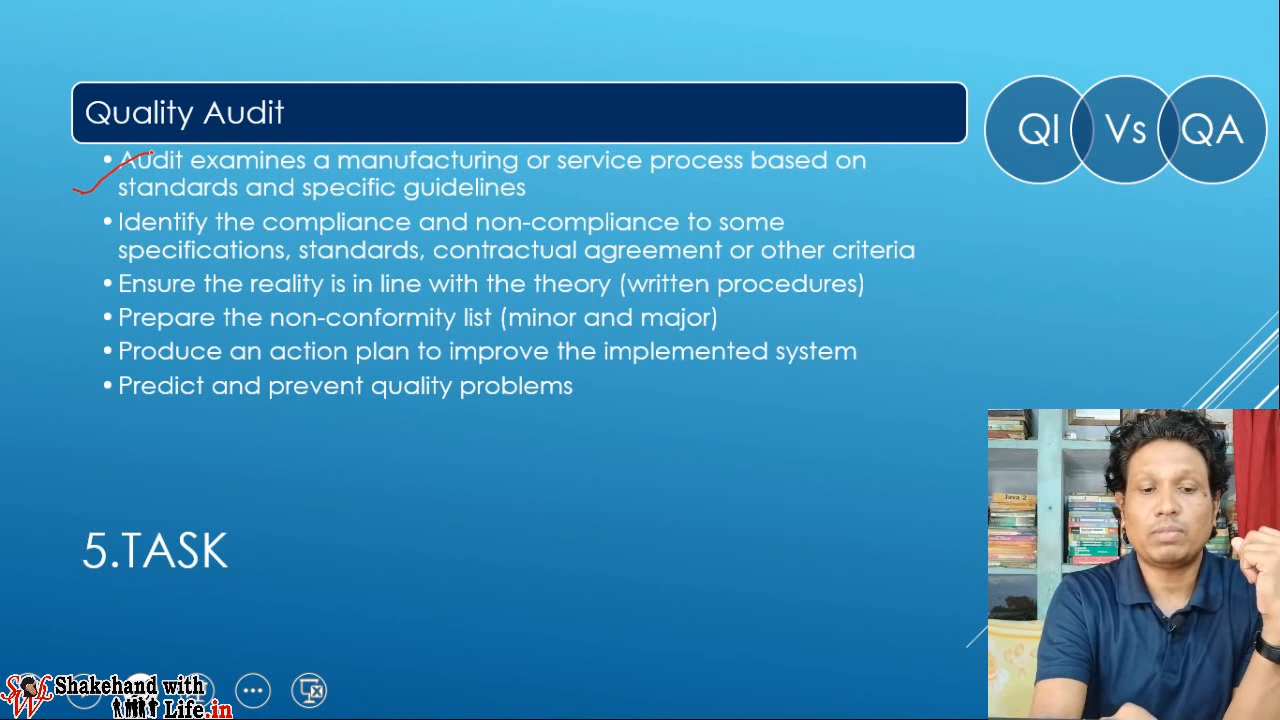 Quality Audit
QI Vs QA
• Audit examines a manufacturing or service process based on
standards and specific guidelines
• Identify the compliance and non-compliance to some
specifications, standards, contractual agreement or other criteria
• Ensure the reality is in line with the theory (written procedures)
• Prepare the non-conformity list (minor and major)
• Produce an action plan to improve the implemented system
• Predict and prevent quality problems
Java 2
5.TASK
Shakehand with
Life.in